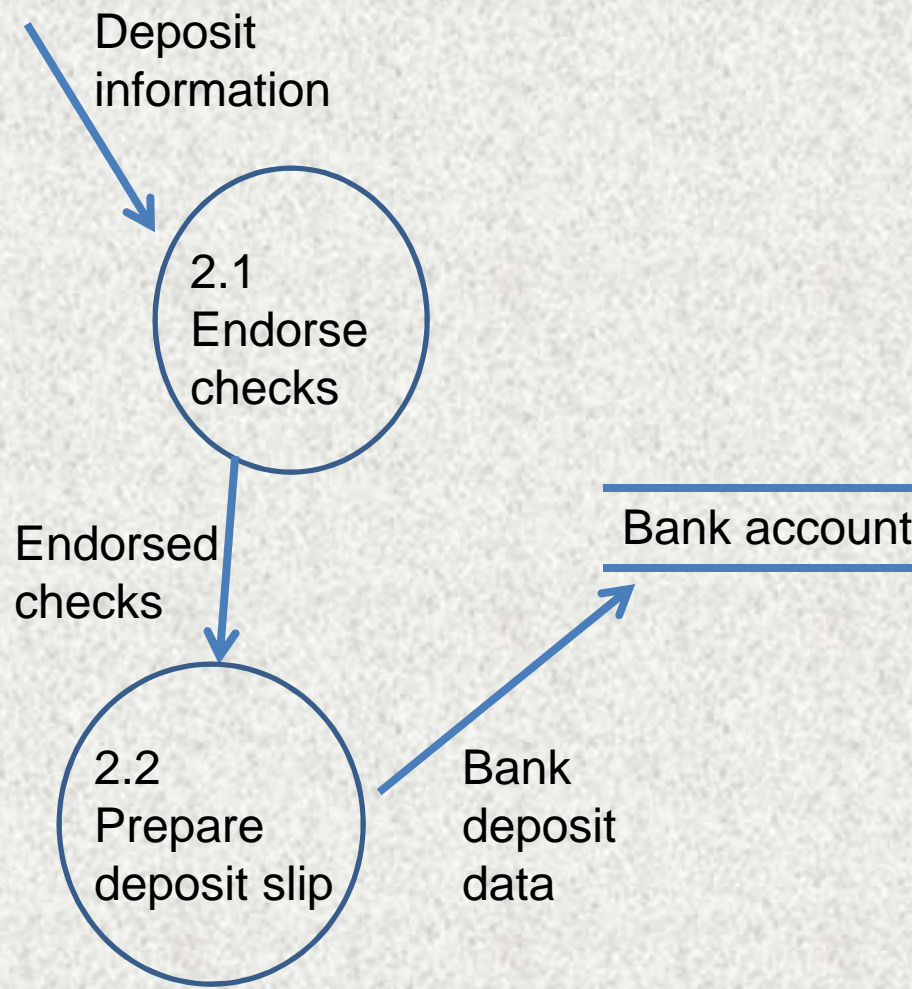 Deposit
information
2.1
Endorse
checks
Endorsed
checks
Bank account
2.2
Prepare
deposit slip
Bank
deposit
data